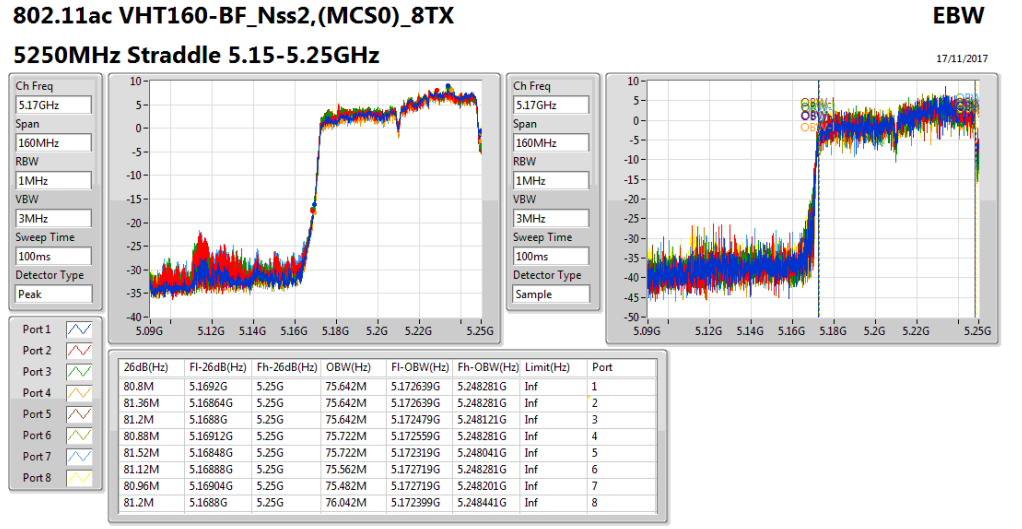 802.11ac VHT160-BF_Nss2,(MCS0)_8TX
EBW
5250MHz Straddle 5.15-5.25GHz
17/11/2017
Ch Freq
5.17GHz
Span
160MHz
RBW
1MHz
VBW
3MHz
Sweep Time
100ms
Detector Type
Peak
10
5
0
-5
-10
-15
-20
-25
-30
-35
-40
5.09G 5.12G 5.14G 5.16G 5.18G 5.2G 5.22G 5.25G
Ch Freq
5.17GHz
Span
160MHz
RBW
1MHz
VBW
3MHz
Sweep Time
100ms
Detector Type
Sample
10
5
0
-5
-10
-15
-20
-25
-30
-35
-40
-45
-50
5.09G 5.12G 5.14G 5.16G 5.18G 5.2G 5.22G 5.25G
Port 1
Port 2
Port 3
Port 4
Port 5
Port 6
Port 7
Port 8
26dB(Hz) Fl-26dB(Hz) Fh-26dB(Hz) OBW(Hz) Fl-OBW(Hz) Fh-OBW(Hz) Limit(Hz) Port
80.8M 5.1692G 5.25G 75.642M 5.172639G 5.248281G Inf 1
81.36M 5.16864G 5.25G 75.642M 5.172639G 5.248281G Inf 2
81.2M 5.1688G 5.25G 75.642M 5.172479G 5.248121G Inf 3
80.88M 5.16912G 5.25G 75.722M 5.172559G 5.248281G Inf 4
81.52M 5.16848G 5.25G 75.722M 5.172319G 5.248041G Inf 5
81.12M 5.16888G 5.25G 75.562M 5.172719G 5.248281G Inf 6
80.96M 5.16904G 5.25G 75.482M 5.172719G 5.248201G Inf 7
81.2M 5.1688G 5.25G 76.042M 5.172399G 5.248441G Inf 8